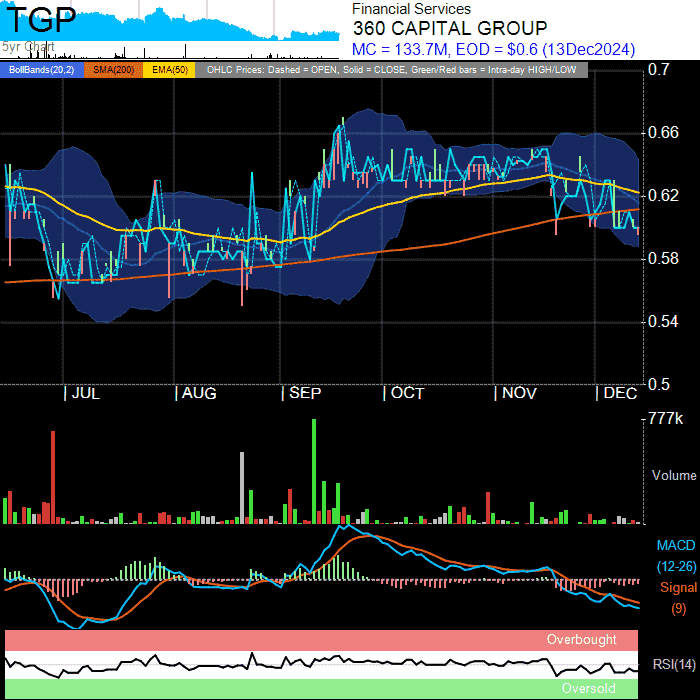 TGP
5yr Chart
Financial Services
360 CAPITAL GROUP
MC = 133.7M, EOD = $0.6 (13Dec2024)
BollBands(20,2) SMA(200) EMA(50) OHLC Prices: Dashed = OPEN, Solid = CLOSE, Green/Red bars = Intra-day HIGH/LOW
0.7
0.66
0.62
0.58
0.54
0.5
JUL AUG SEP OCT NOV DEC
777k
Volume
MACD
(12-26)
Signal
(9)
Overbought
RSI(14)
Oversold